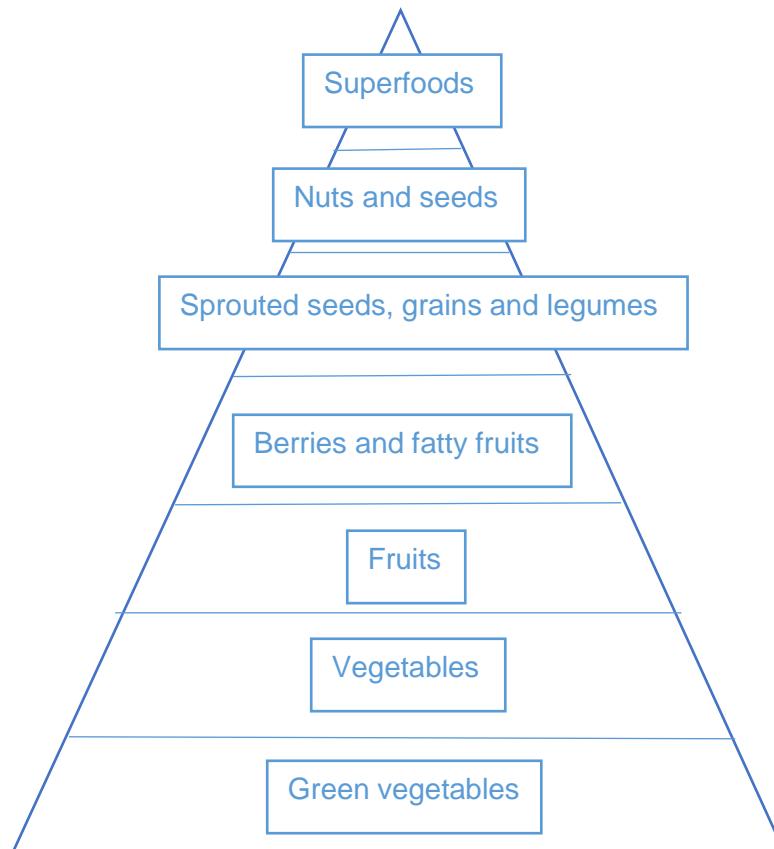 Superfoods
Nuts and seeds
Sprouted seeds, grains and legumes
Berries and fatty fruits
Fruits
Vegetables
Green vegetables